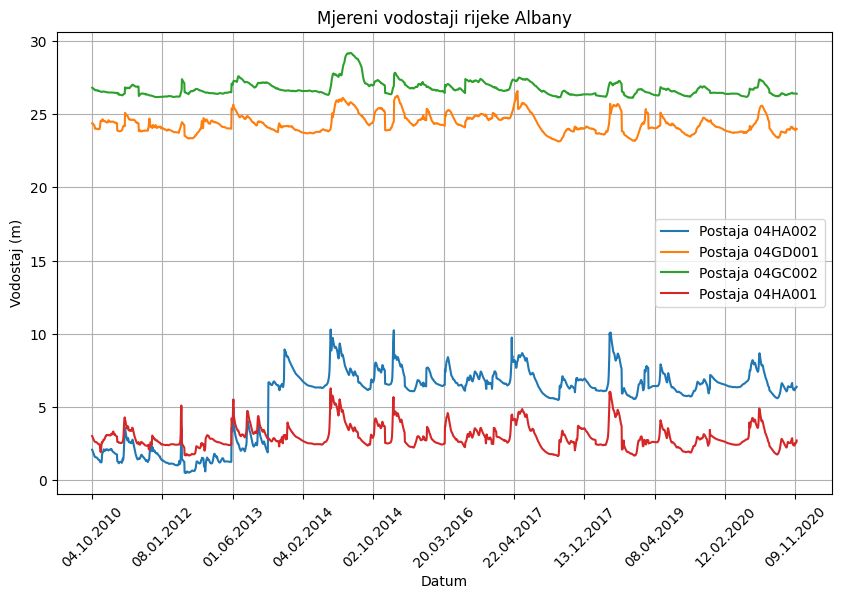 Mjereni vodostaji rijeke Albany
Vodostaj (m)
30
25
20
15
10
5
0
Postaja 04HA002
Postaja 04GD001
Postaja 04GC002
Postaja 04HA001
04.10.2010
08.01.2012
01.06.2013
04.02.2014
02.10.2014
20.03.2016
22.04.2017
13.12.2017
08.04.2019
12.02.2020
09.11.2020
Datum